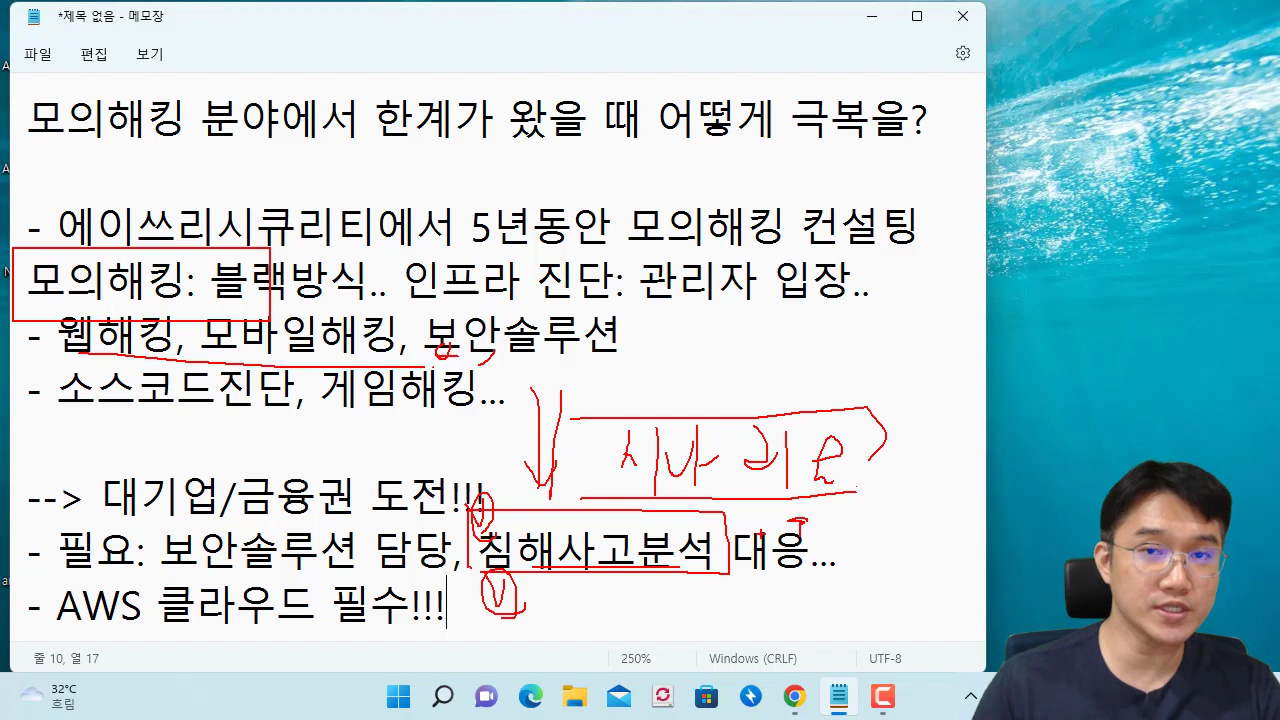 *제목 없음 - 메모장
파일 편집 보기
모의해킹 분야에서 한계가 왔을 때 어떻게 극복을?
- 에이쓰리시큐리티에서 5년동안 모의해킹 컨설팅
모의해킹: 블랙방식.. 인프라 진단: 관리자 입장..
- 웹해킹, 모바일해킹, 보안솔루션
- 소스코드진단, 게임해킹...
시나리오
--> 대기업/금융권 도전!!!
- 필요: 보안솔루션 담당, 침해사고분석 대응...
- AWS 클라우드 필수!!!
줄 10, 열 17 250% Windows (CRLF) UTF-8
32°C
흐림